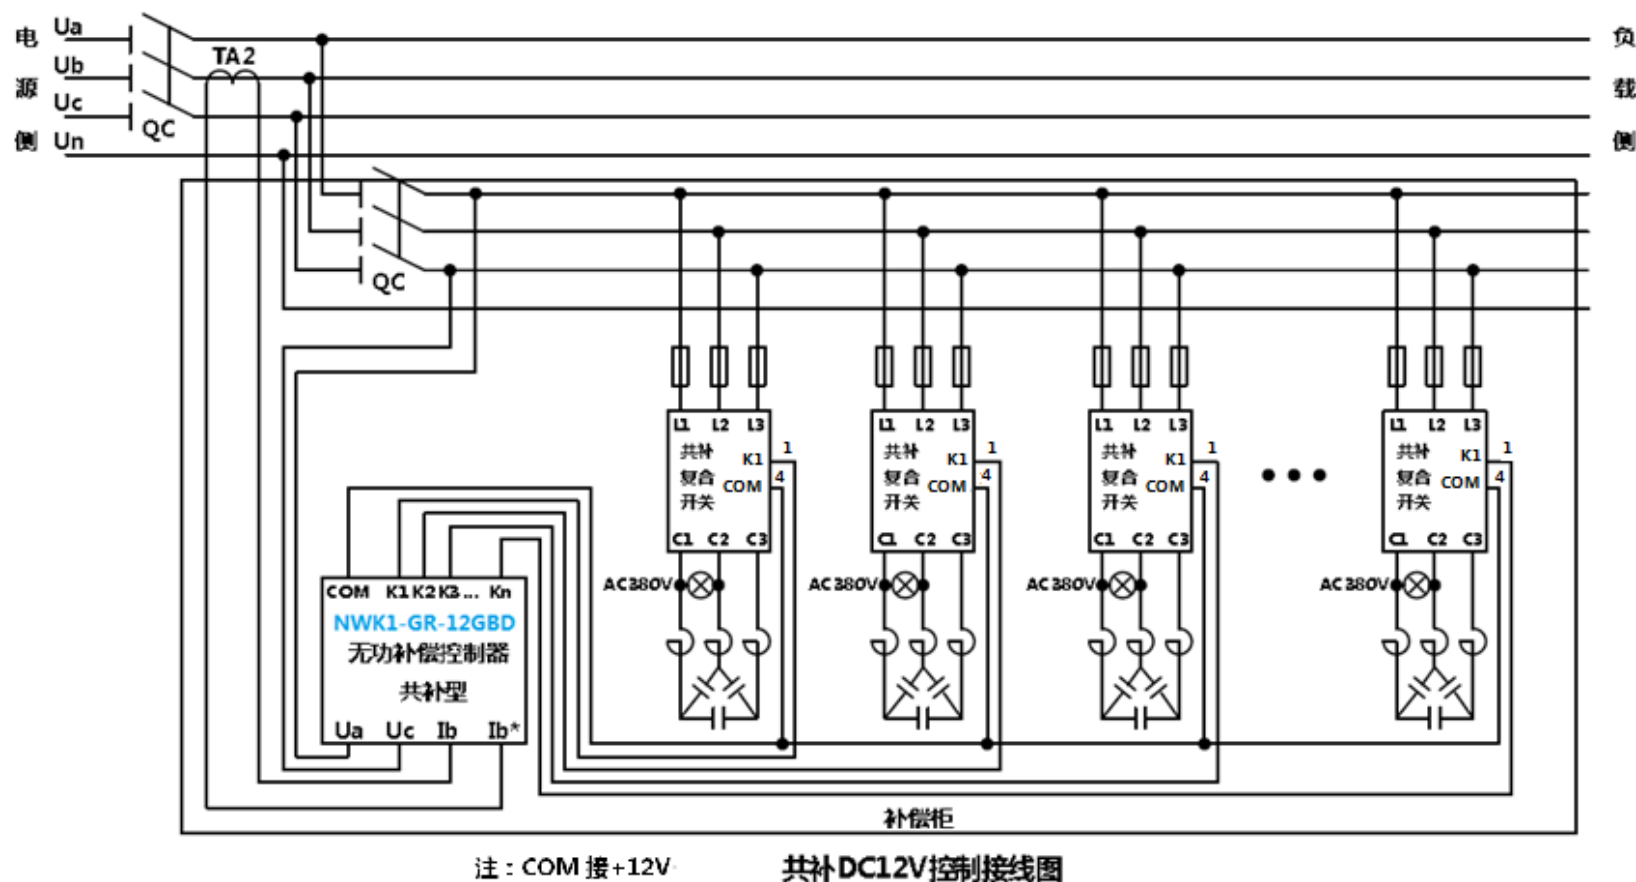 电 Ua 负
TA2
源 Ub 载
Uc
QC
侧 Un 侧
QC
L1 L2 L3 L1 L2 L3 L1 L2 L3 L1 L2 L3
共补 1 共补 1 共补 1 共补 1
K1 K1 K1 K1
复合 4 复合 4 复合 4 ••• 复合 4
COM COM COM COM
开关 开关 开关 开关
C1 C2 C3 C1 C2 C3 C1 C2 C3 C1 C2 C3
AC380V AC380V AC380V AC380V
COM K1 K2 K3 ... Kn
NWK1-GR-12GBD
无功补偿控制器
共补型
Ua Uc Ib Ib*
补偿柜
注：COM 接+12V
共补DC12V控制接线图